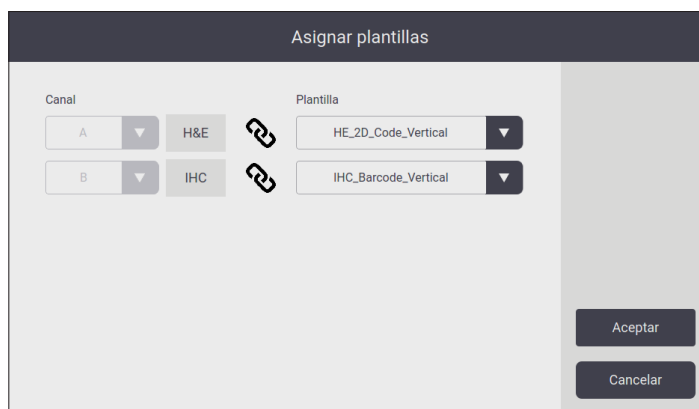 Asignar plantillas
Canal Plantilla
A H&E HE_2D_Code_Vertical
B IHC IHC_Barcode_Vertical
Aceptar
Cancelar